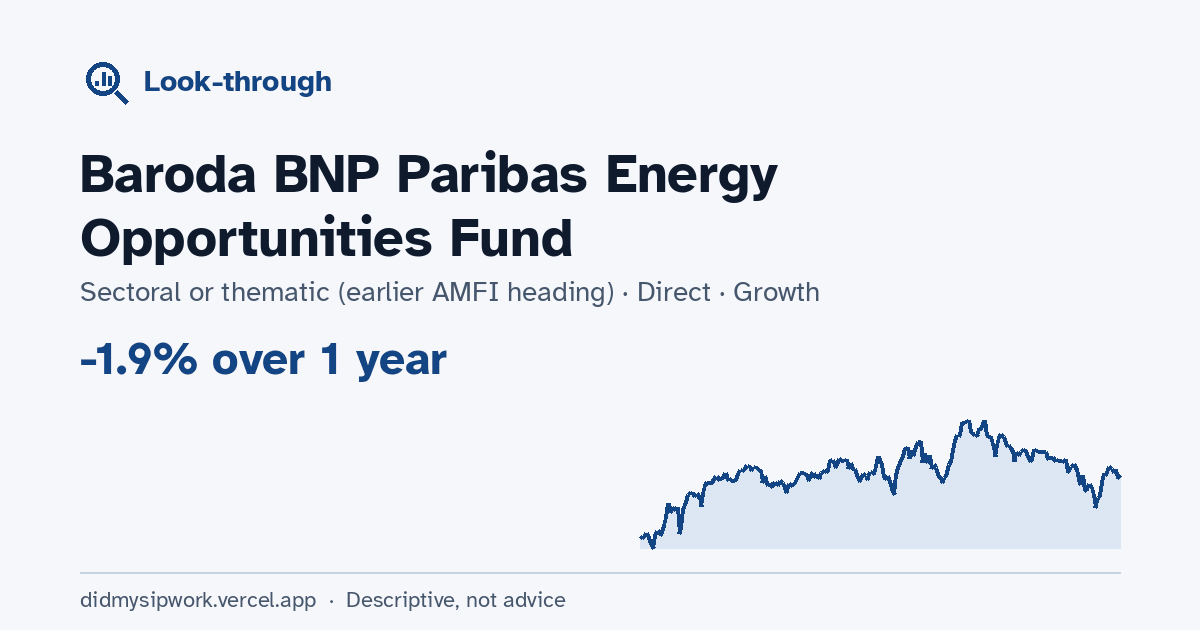 Look-through
Baroda BNP Paribas Energy
Opportunities Fund
Sectoral or thematic (earlier AMFI heading) · Direct · Growth
-1.9% over 1 year
didmysipwork.vercel.app · Descriptive, not advice